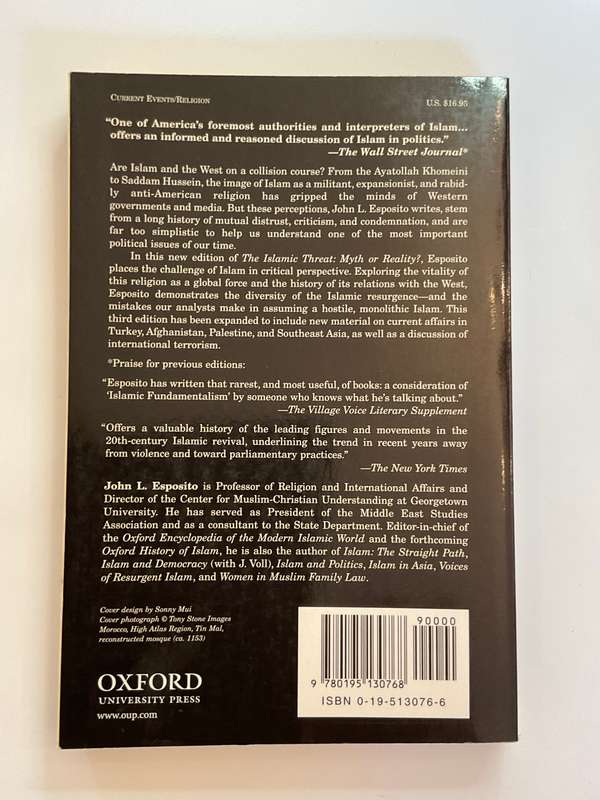 CURRENT EVENTS/RELIGION
U.S. $16.95
"One of America's foremost authorities and interpreters of Islam...
offers an informed and reasoned discussion of Islam in politics."
—The Wall Street Journal*
Are Islam and the West on a collision course? From the Ayatollah Khomeini
to Saddam Hussein, the image of Islam as a militant, expansionist, and rabid-
ly anti-American religion has gripped the minds of Western
governments and media. But these perceptions, John L. Esposito writes, stem
from a long history of mutual distrust, criticism, and condemnation, and are
far too simplistic to help us understand one of the most important
political issues of our time.
In this new edition of The Islamic Threat: Myth or Reality?, Esposito
places the challenge of Islam in critical perspective. Exploring the vitality of
this religion as a global force and the history of its relations with the West,
Esposito demonstrates the diversity of the Islamic resurgence—and the
mistakes our analysts make in assuming a hostile, monolithic Islam. This
third edition has been expanded to include new material on current affairs in
Turkey, Afghanistan, Palestine, and Southeast Asia, as well as a discussion of
international terrorism.
*Praise for previous editions:
"Esposito has written that rarest, and most useful, of books: a consideration of
'Islamic Fundamentalism' by someone who knows what he's talking about."
—The Village Voice Literary Supplement
"Offers a valuable history of the leading figures and movements in the
20th-century Islamic revival, underlining the trend in recent years away
from violence and toward parliamentary practices."
—The New York Times
John L. Esposito is Professor of Religion and International Affairs and
Director of the Center for Muslim-Christian Understanding at Georgetown
University. He has served as President of the Middle East Studies
Association and as a consultant to the State Department. Editor-in-chief of
the Oxford Encyclopedia of the Modern Islamic World and the forthcoming
Oxford History of Islam, he is also the author of Islam: The Straight Path,
Islam and Democracy (with J. Voll), Islam and Politics, Islam in Asia, Voices
of Resurgent Islam, and Women in Muslim Family Law.
Cover design by Sonny Mui
Cover photograph © Tony Stone Images
Morocco, High Atlas Region, Tin Mal,
reconstructed mosque (ca. 1153)
OXFORD
UNIVERSITY PRESS
www.oup.com
90000
9 780195 130768
ISBN 0-19-513076-6